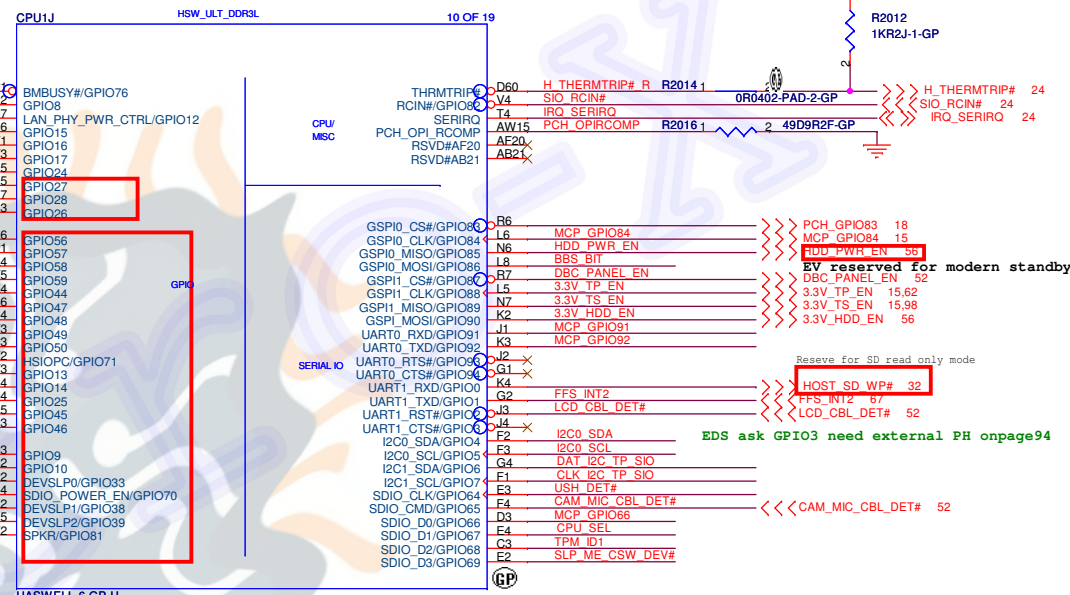 CPU1J HSW_ULT_DDR3L 10 OF 19
R2012
1KR2J-1-GP
2
BMBUSY#/GPIO76
GPIO8
LAN_PHY_PWR_CTRL/GPIO12
GPIO15
GPIO16
GPIO17
GPIO24
GPIO27
GPIO28
GPIO26
GPIO56
GPIO57
GPIO58
GPIO59
GPIO44
GPIO47
GPIO48
GPIO49
GPIO50
HSIOPC/GPIO71
GPIO13
GPIO14
GPIO25
GPIO45
GPIO46
GPIO9
GPIO10
DEVSLP0/GPIO33
SDIO_POWER_EN/GPIO70
DEVSLP1/GPIO38
DEVSLP2/GPIO39
SPKR/GPIO81
GPIO
CPU/
MISC
SERIAL IO
THRMTRIP# D60 H_THERMTRIP#_R R2014 1 0R0402-PAD-2-GP H_THERMTRIP# 24
RCIN#/GPIO82 V4 SIO_RCIN# SIO_RCIN# 24
SERIRQ T4 IRQ_SERIRQ IRQ_SERIRQ 24
PCH_OPI_RCOMP AW15 PCH_OPIRCOMP R2016 1 2 49D9R2F-GP
RSVD#AF20 AF20
RSVD#AB21 AB21
GSPI0_CS#/GPIO83 R6 PCH_GPIO83 18
GSPI0_CLK/GPIO84 L6 MCP_GPIO84 MCP_GPIO84 15
GSPI0_MISO/GPIO85 N6 HDD_PWR_EN HDD_PWR_EN 56
GSPI0_MOSI/GPIO86 L8 BBS_BIT
EV reserved for modern standby
GSPI1_CS#/GPIO87 R7 DBC_PANEL_EN DBC_PANEL_EN 52
GSPI1_CLK/GPIO88 L5 3.3V_TP_EN 3.3V_TP_EN 15,62
GSPI1_MISO/GPIO89 N7 3.3V_TS_EN 3.3V_TS_EN 15,98
GSPI_MOSI/GPIO90 K2 3.3V_HDD_EN 3.3V_HDD_EN 56
UART0_RXD/GPIO91 J1 MCP_GPIO91
UART0_TXD/GPIO92 K3 MCP_GPIO92
UART0_RTS#/GPIO93 J2
Reseve for SD read only mode
UART0_CTS#/GPIO94 G1
UART1_RXD/GPIO0 K4 HOST_SD_WP# 32
UART1_TXD/GPIO1 G2 FFS_INT2 FFS_INT2 67
UART1_RST#/GPIO2 J3 LCD_CBL_DET# LCD_CBL_DET# 52
UART1_CTS#/GPIO3 J4
EDS ask GPIO3 need external PH onpage94
I2C0_SDA/GPIO4 F2 I2C0_SDA
I2C0_SCL/GPIO5 F3 I2C0_SCL
I2C1_SDA/GPIO6 G4 DAT_I2C_TP_SIO
I2C1_SCL/GPIO7 F1 CLK_I2C_TP_SIO
SDIO_CLK/GPIO64 E3 USH_DET#
SDIO_CMD/GPIO65 F4 CAM_MIC_CBL_DET# CAM_MIC_CBL_DET# 52
SDIO_D0/GPIO66 D3 MCP_GPIO66
SDIO_D1/GPIO67 E4 CPU_SEL
SDIO_D2/GPIO68 C3 TPM_ID1
SDIO_D3/GPIO69 E2 SLP_ME_CSW_DEV#
GP